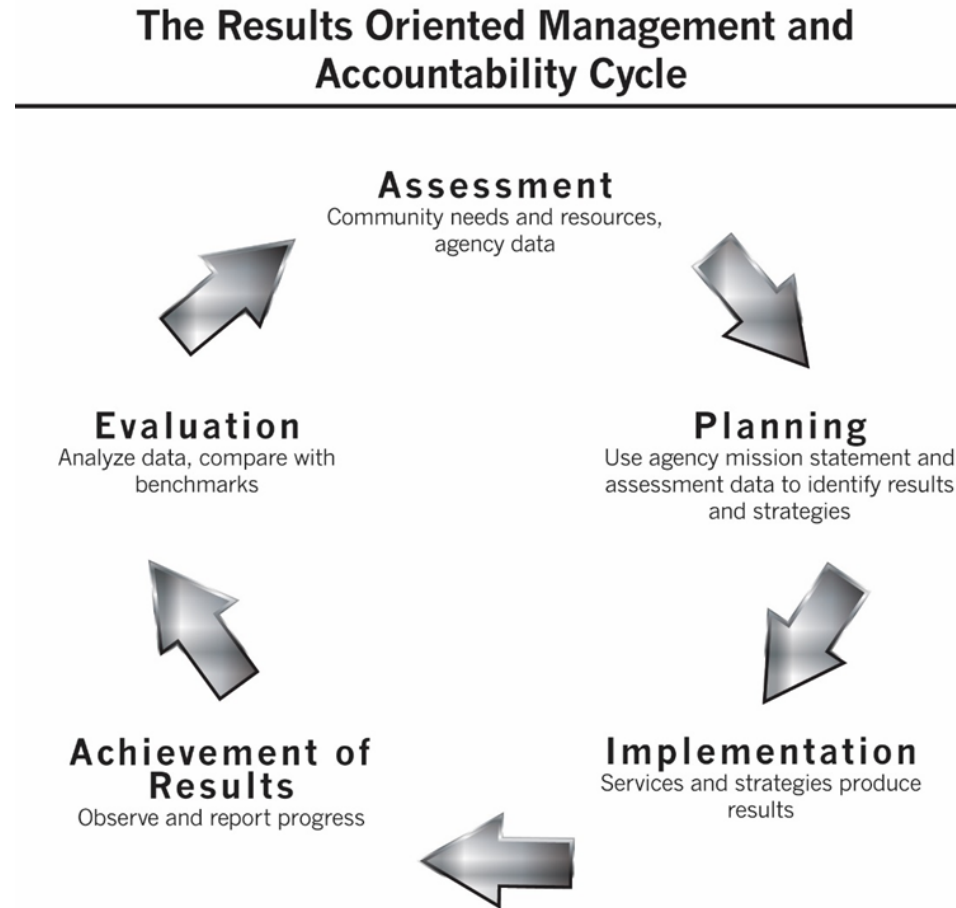 The Results Oriented Management and
Accountability Cycle
Assessment
Community needs and resources,
agency data
Evaluation
Analyze data, compare with
benchmarks
Planning
Use agency mission statement and
assessment data to identify results
and strategies
Achievement of
Results
Observe and report progress
Implementation
Services and strategies produce
results